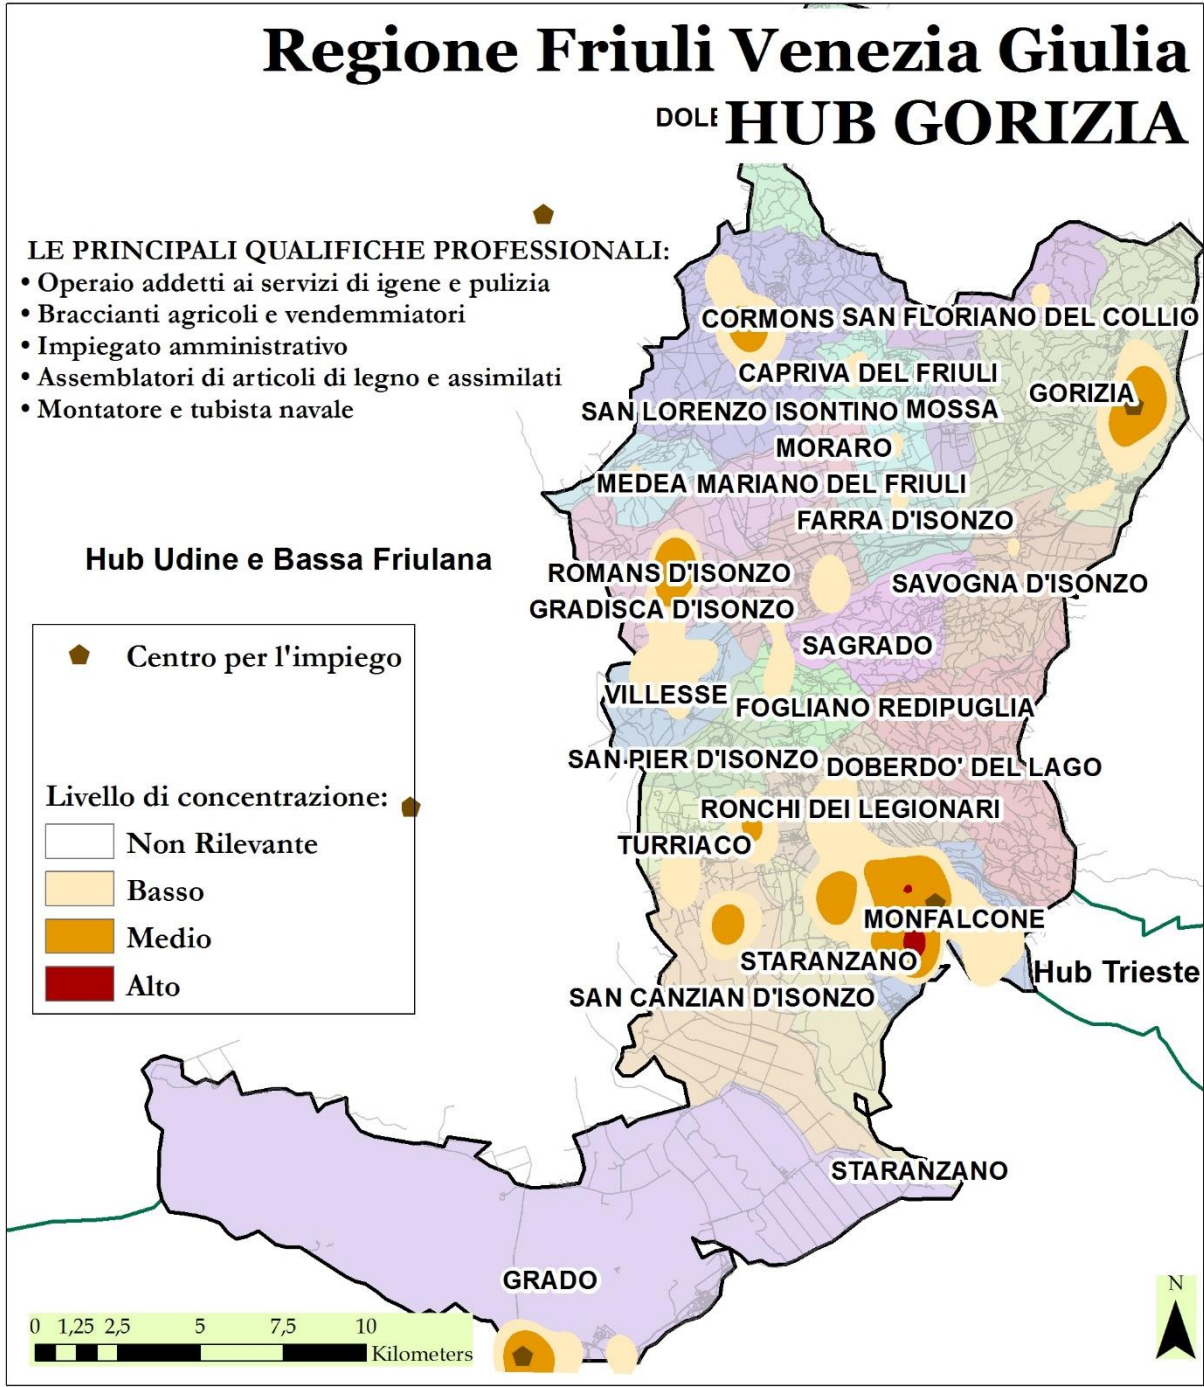 Regione Friuli Venezia Giulia
HUB GORIZIA
LE PRINCIPALI QUALIFICHE PROFESSIONALI:
• Operaio addetti ai servizi di igene e pulizia
• Braccianti agricoli e vendemmiatori
• Impiegato amministrativo
• Assemblatori di articoli di legno e assimilati
• Montatore e tubista navale
CORMONS SAN FLORIANO DEL COLLIO
CAPRIVA DEL FRIULI
GORIZIA
SAN LORENZO ISONTINO MOSSA
MORARO
MEDEA MARIANO DEL FRIULI
FARRA D'ISONZO
Hub Udine e Bassa Friulana
ROMANS D'ISONZO
SAVOGNA D'ISONZO
GRADISCA D'ISONZO
SAGRADO
VILLESSE
FOGLIANO REDIPUGLIA
SAN PIER D'ISONZO
DOBERDO' DEL LAGO
RONCHI DEI LEGIONARI
TURRIACO
MONFALCONE
STARANZANO
Hub Trieste
SAN CANZIAN D'ISONZO
STARANZANO
GRADO
Centro per l'impiego
Livello di concentrazione:
Non Rilevante
Basso
Medio
Alto
0 1,25 2,5 5 7,5 10
Kilometers
N